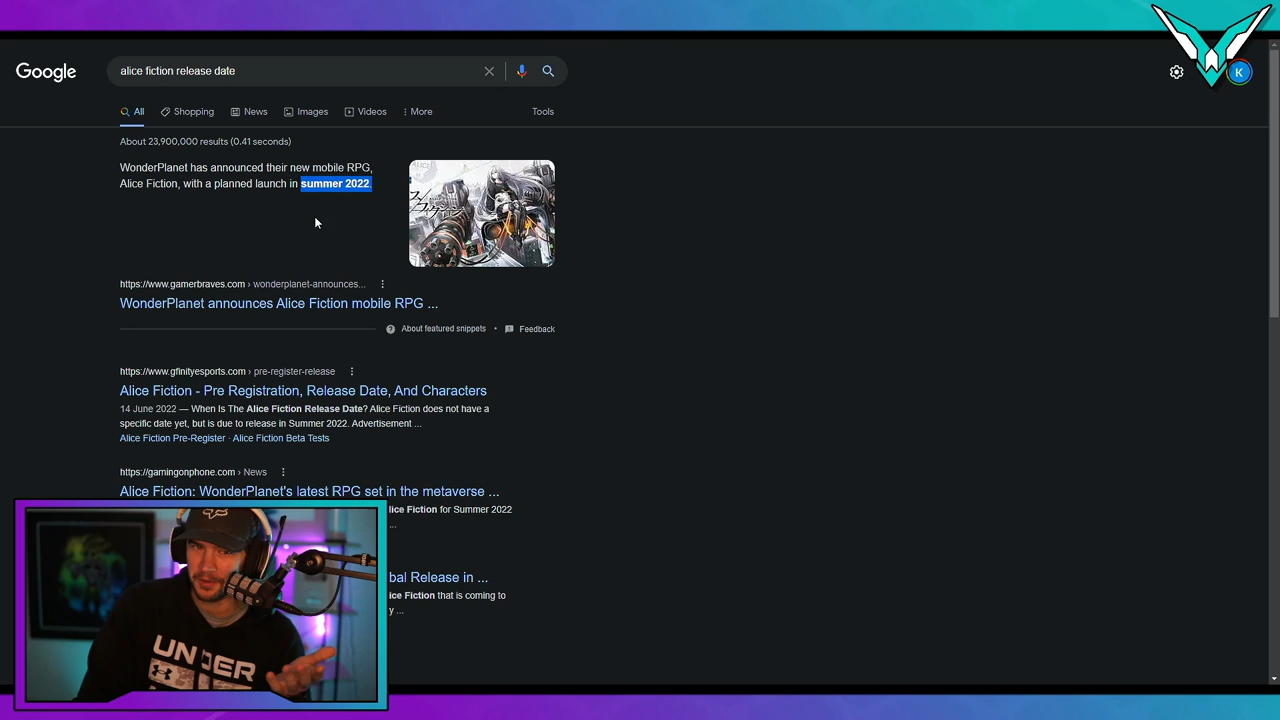 Google
alice fiction release date
K
All
Shopping
News
Images
Videos
More
Tools
About 23,900,000 results (0.41 seconds)
WonderPlanet has announced their new mobile RPG,
Alice Fiction, with a planned launch in summer 2022.
https://www.gamerbraves.com › wonderplanet-announces...
WonderPlanet announces Alice Fiction mobile RPG ...
About featured snippets • Feedback
https://www.gfinityesports.com › pre-register-release
Alice Fiction - Pre Registration, Release Date, And Characters
14 June 2022 — When Is The Alice Fiction Release Date? Alice Fiction does not have a
specific date yet, but is due to release in Summer 2022. Advertisement ...
Alice Fiction Pre-Register · Alice Fiction Beta Tests
https://gamingonphone.com › News
Alice Fiction: WonderPlanet's latest RPG set in the metaverse ...
lice Fiction for Summer 2022
...
bal Release in ...
ice Fiction that is coming to
y ...
UNDER